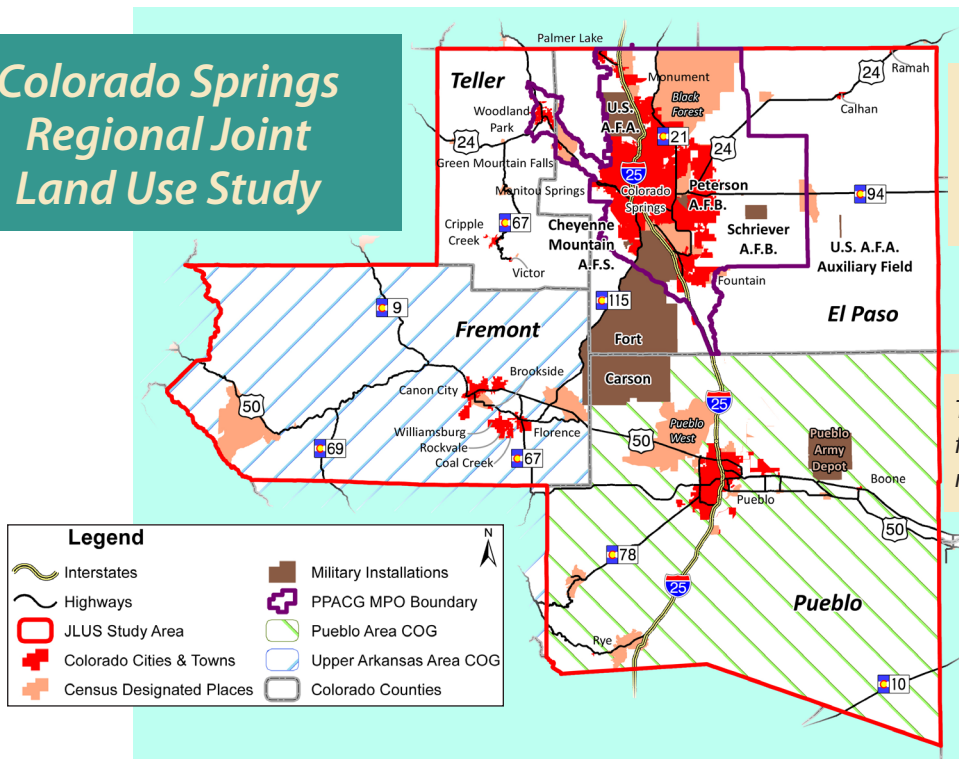 Colorado Springs
Regional Joint
Land Use Study
Palmer Lake
Teller
Monument
24
Ramah
Woodland
Park
U.S.
A.F.A.
Black
Forest
Calhan
24
21
24
Green Mountain Falls
25
Manitou Springs
Colorado
Springs
Peterson
A.F.B.
94
67
Cripple
Creek
Cheyenne
Mountain
A.F.S.
Schriever
A.F.B.
U.S. A.F.A.
Auxiliary Field
Victor
Fountain
9
115
El Paso
Fremont
Fort
Carson
Brookside
Canon City
50
25
Pueblo
West
Williamsburg
Rockvale
Coal Creek
Florence
50
Pueblo
Army
Depot
69
67
Boone
Pueblo
50
78
25
Pueblo
Rye
10
Legend
N
Interstates
Highways
JLUS Study Area
Colorado Cities & Towns
Census Designated Places
Military Installations
PPACG MPO Boundary
Pueblo Area COG
Upper Arkansas Area COG
Colorado Counties